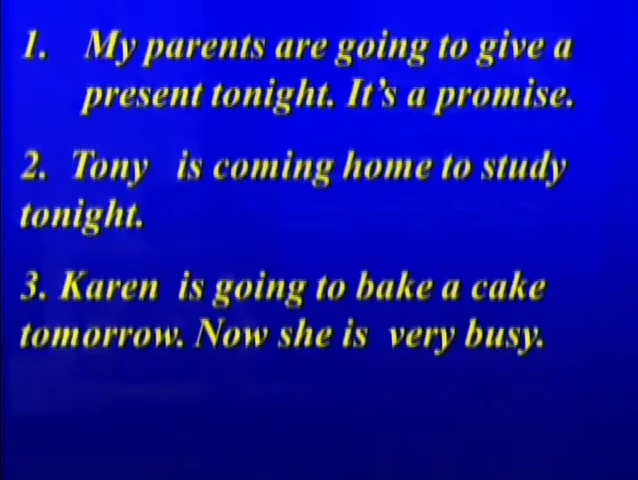 1. My parents are going to give a
present tonight. It's a promise.
2. Tony is coming home to study
tonight.
3. Karen is going to bake a cake
tomorrow. Now she is very busy.